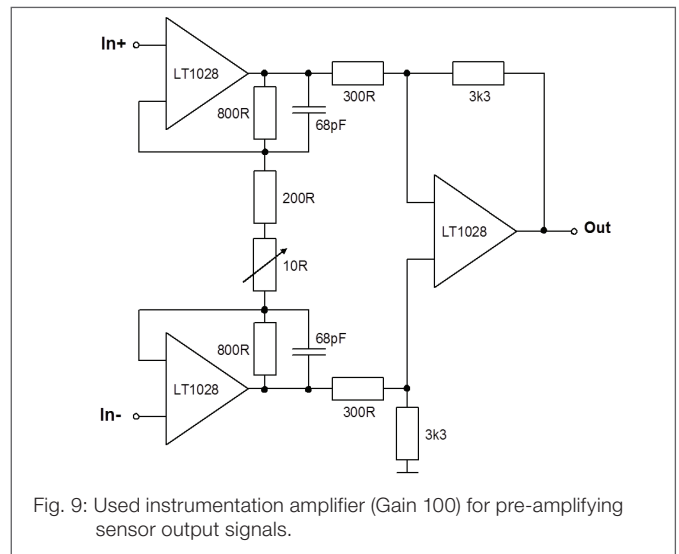 In+
LT1028
800R
68pF
300R
3k3
200R
LT1028
Out
10R
68pF
800R
LT1028
300R
In-
3k3
Fig. 9: Used instrumentation amplifier (Gain 100) for pre-amplifying
sensor output signals.